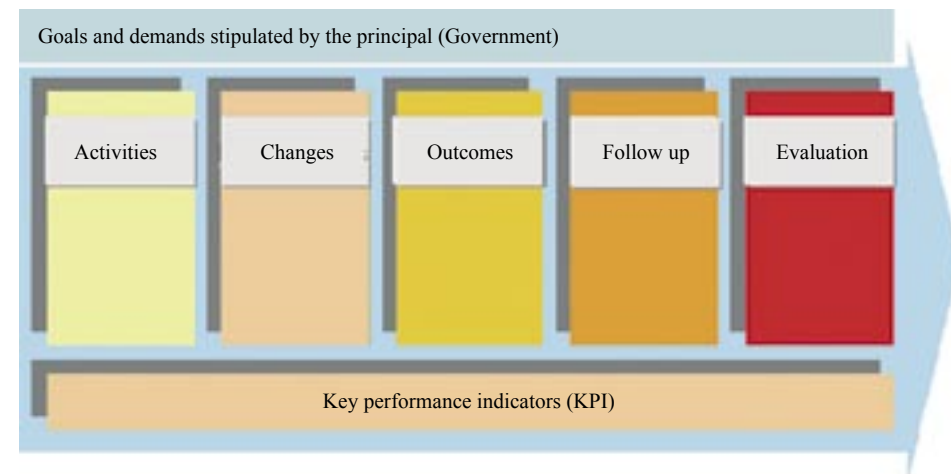 Goals and demands stipulated by the principal (Government)
Activities
Changes
Outcomes
Follow up
Evaluation
Key performance indicators (KPI)